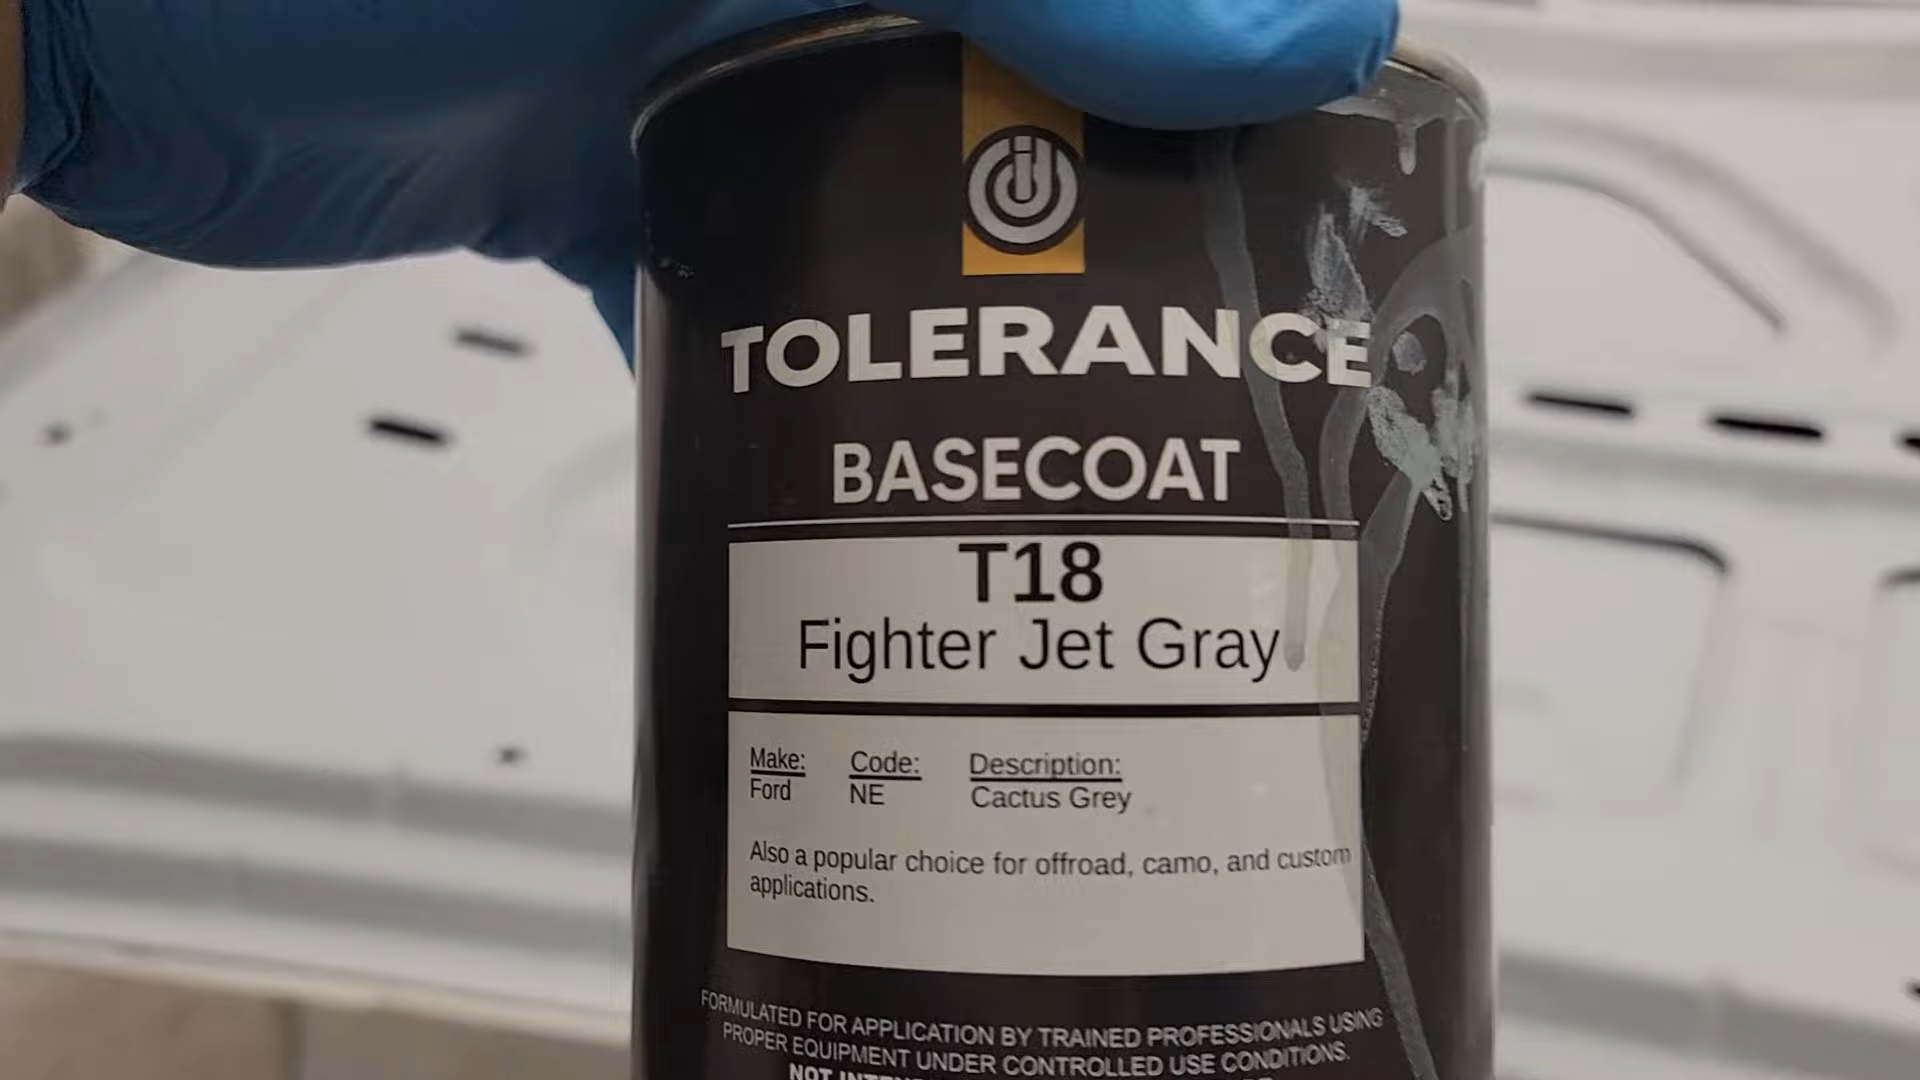 TOLERANCE
BASECOAT
T18
Fighter Jet Gray
Make: Code: Description:
Ford NE Cactus Grey
Also a popular choice for offroad, camo, and custom
applications.
FORMULATED FOR APPLICATION BY TRAINED PROFESSIONALS USING
PROPER EQUIPMENT UNDER CONTROLLED USE CONDITIONS.
NOT